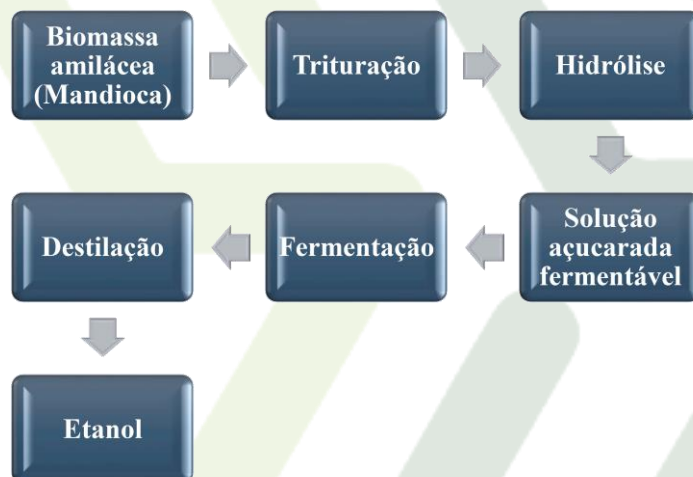 Biomassa
amilácea
(Mandioca)
Trituração
Hidrólise
Solução
açucarada
fermentável
Fermentação
Destilação
Etanol